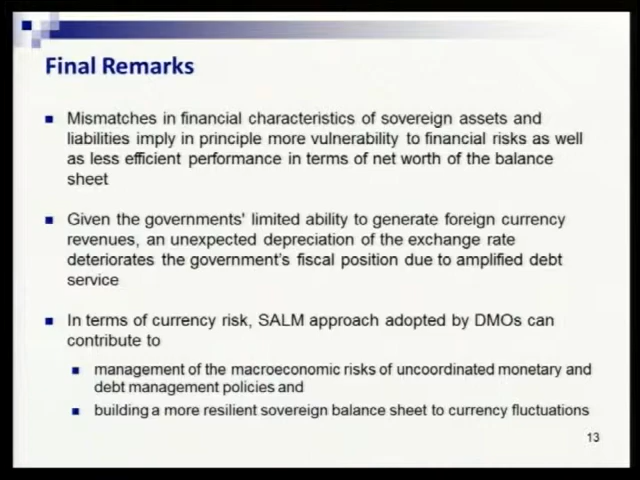 Final Remarks
Mismatches in financial characteristics of sovereign assets and
liabilities imply in principle more vulnerability to financial risks as well
as less efficient performance in terms of net worth of the balance
sheet
Given the governments' limited ability to generate foreign currency
revenues, an unexpected depreciation of the exchange rate
deteriorates the government's fiscal position due to amplified debt
service
In terms of currency risk, SALM approach adopted by DMOs can
contribute to
management of the macroeconomic risks of uncoordinated monetary and
debt management policies and
building a more resilient sovereign balance sheet to currency fluctuations
13